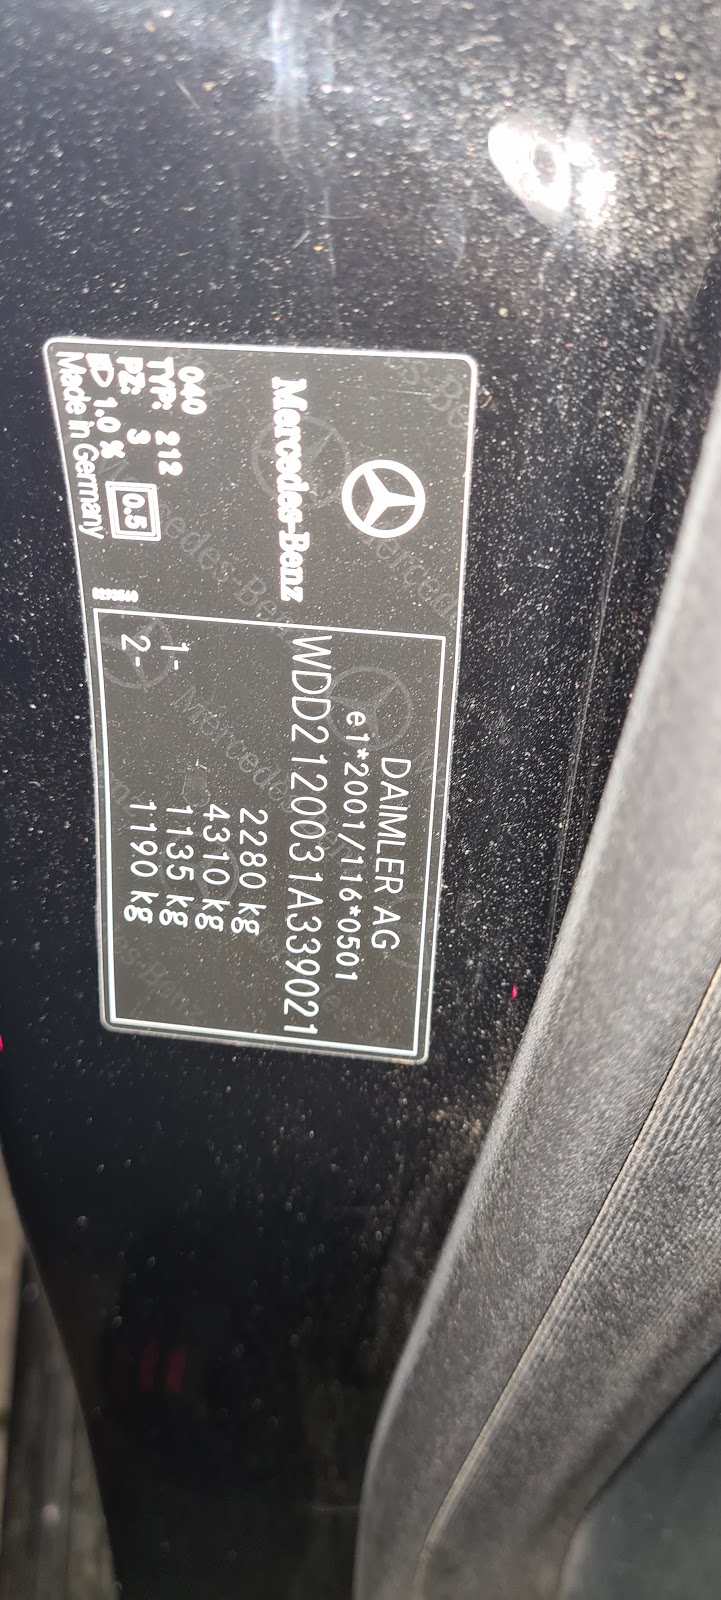 Mercedes-Benz
040
TYP: 212
PZ: 3
1.0 % 0.5
Made in Germany
DAIMLER AG
e1*2001/116*0501
WDD2120031A339021
2280 kg
4310 kg
1- 1135 kg
2- 1190 kg